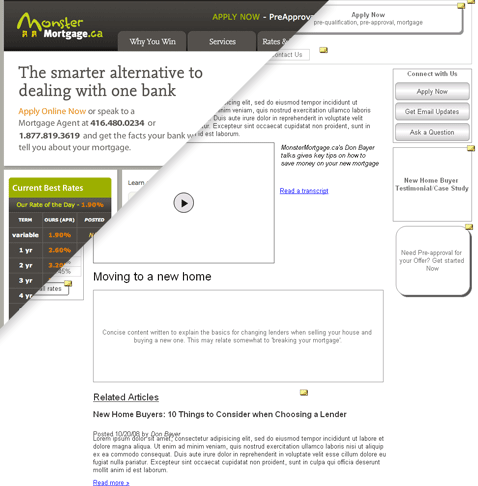 Monster
Mortgage.ca
APPLY NOW - PreApprova
Apply Now
pre-qualification, pre-approval, mortgage
Why You Win
Services
Rates &
Contact Us
The smarter alternative to
dealing with one bank
Apply Online Now or speak to a
Mortgage Agent at 416.480.0234 or
1.877.819.3619 and get the facts your bank w
tell you about your mortgage.
adipisicing elit, sed do eiusmod tempor incididunt ut
minim veniam, quis nostrud exercitation ullamco laboris
Duis aute irure dolor in reprehenderit in voluptate velit
Excepteur sint occaecat cupidatat non proident, sunt in
id est laborum.
MonsterMortgage.ca's Don Bayer
talks gives key tips on how to
save money on your new mortgage
Read a transcript
Connect with Us
Apply Now
Get Email Updates
Ask a Question
New Home Buyer
Testimonial/Case Study
Need Pre-approval for
your Offer? Get started
Now
Current Best Rates
Our Rate of the Day - 1.90%
TERM OURS (APR) POSTED
variable 1.90%
1 yr 2.60%
2 yr 3.20%
3 yr
4 yr
45%
rates
Learn
Moving to a new home
Concise content written to explain the basics for changing lenders when selling your house and
buying a new one. This may relate somewhat to 'breaking your mortgage'.
Related Articles
New Home Buyers: 10 Things to Consider when Choosing a Lender
Posted 10/20/08 by Don Bayer
Lorem ipsum dolor sit amet, consectetur adipisicing elit, sed do eiusmod tempor incididunt ut labore et
dolore magna aliqua. Ut enim ad minim veniam, quis nostrud exercitation ullamco laboris nisi ut aliquip
ex ea commodo consequat. Duis aute irure dolor in reprehenderit in voluptate velit esse cillum dolore eu
fugiat nulla pariatur. Excepteur sint occaecat cupidatat non proident, sunt in culpa qui officia deserunt
mollit anim id est laborum.
Read more »